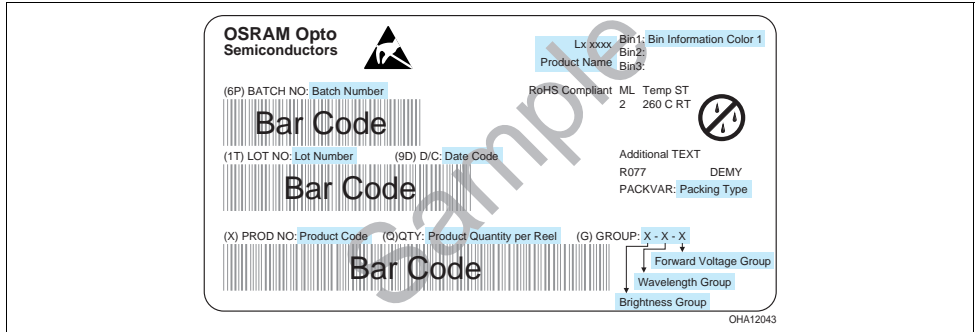 OSRAM Opto
Semiconductors
Lx xxxx
Product Name
Bin1: Bin Information Color 1
Bin2:
Bin3:
(6P) BATCH NO: Batch Number
Bar Code
RoHS Compliant
ML Temp ST
2 260 C RT
(1T) LOT NO: Lot Number (9D) D/C: Date Code
Bar Code
Additional TEXT
R077 DEMY
PACKVAR: Packing Type
(X) PROD NO: Product Code (Q)QTY: Product Quantity per Reel (G) GROUP: X - X - X
Bar Code
Forward Voltage Group
Wavelength Group
Brightness Group
Sample
OHA12043